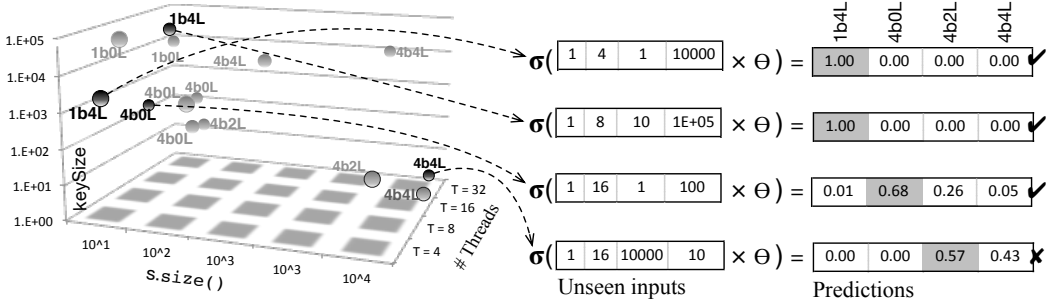 1b4L
1.E+05
1b0L
1b0L
4b4L
4b4L
1b4L
4b0L
4b2L
4b4L
1.E+04
1.E+03
1b4L
4b0L
4b0L
4b0L
4b0L
4b2L
1.E+02
1.E+01
1.E+00
keySize
4b2L
4b4L
4b4L
T = 32
T = 16
T = 8
T = 4
# Threads
10^1
10^2
10^3
10^3
10^4
s.size()
σ( 1 4 1 10000 × Θ ) = 1.00 0.00 0.00 0.00 ✔
σ( 1 8 10 1E+05 × Θ ) = 1.00 0.00 0.00 0.00 ✔
σ( 1 16 1 100 × Θ ) = 0.01 0.68 0.26 0.05 ✔
σ( 1 16 10000 10 × Θ ) = 0.00 0.00 0.57 0.43 ✘
Unseen inputs
Predictions